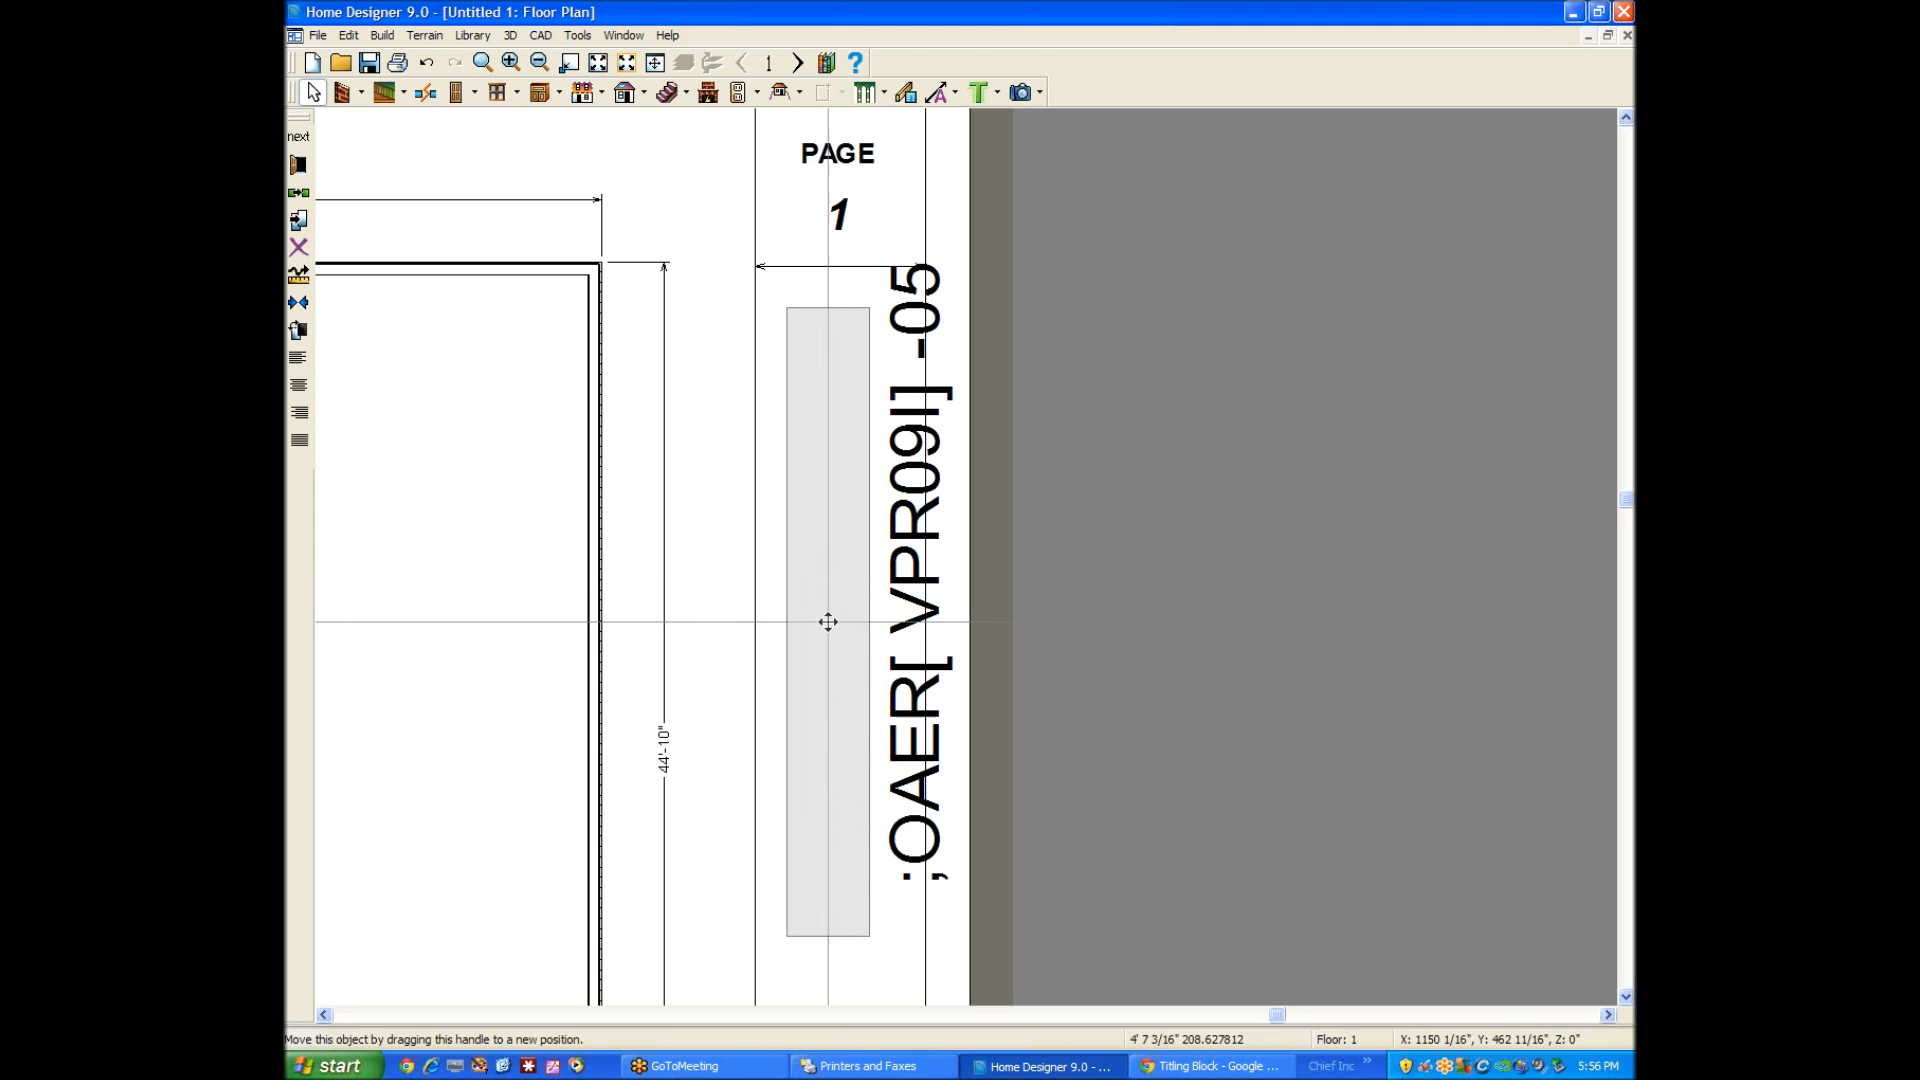 Home Designer 9.0 - [Untitled 1: Floor Plan]
File Edit Build Terrain Library 3D CAD Tools Window Help
1
next
PAGE
1
;OAER[ VPR09I]] -05
44'-10"
Move this object by dragging this handle to a new position.
4' 7 3/16" 208.627812
Floor: 1
X: 1150 1/16", Y: 462 11/16", Z: 0"
start
GoToMeeting
Printers and Faxes
Home Designer 9.0 - ...
Titling Block - Google ...
Chief Inc
5:56 PM